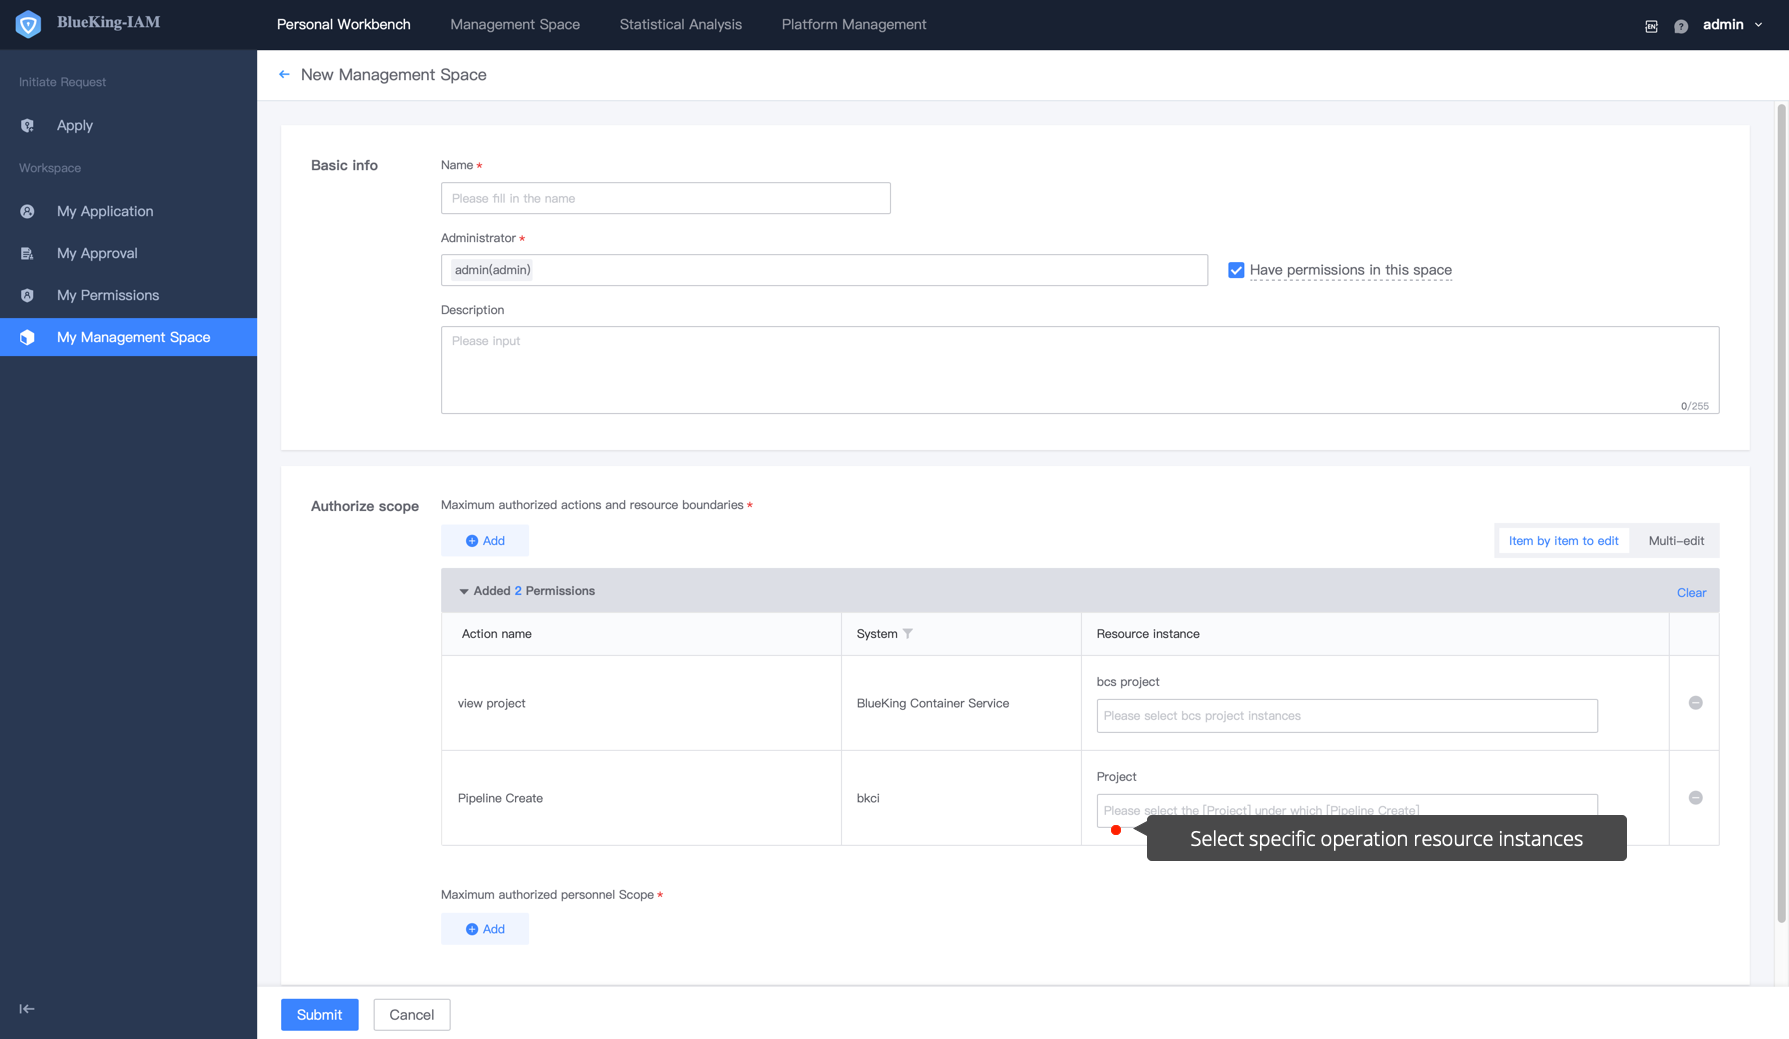 BlueKing-IAM
Personal Workbench
Management Space
Statistical Analysis
Platform Management
EN
?
admin
Initiate Request
Apply
Workspace
My Application
My Approval
My Permissions
My Management Space
← New Management Space
Basic info
Name *
Please fill in the name
Administrator *
admin(admin)
Have permissions in this space
Description
Please input
0/255
Authorize scope
Maximum authorized actions and resource boundaries *
Add
Item by item to edit
Multi-edit
Added 2 Permissions
Clear
Action name
System
Resource instance
view project
BlueKing Container Service
bcs project
Please select bcs project instances
Pipeline Create
bkci
Project
Please select the [Project] under which [Pipeline Create]
Select specific operation resource instances
Maximum authorized personnel Scope *
Add
Submit
Cancel